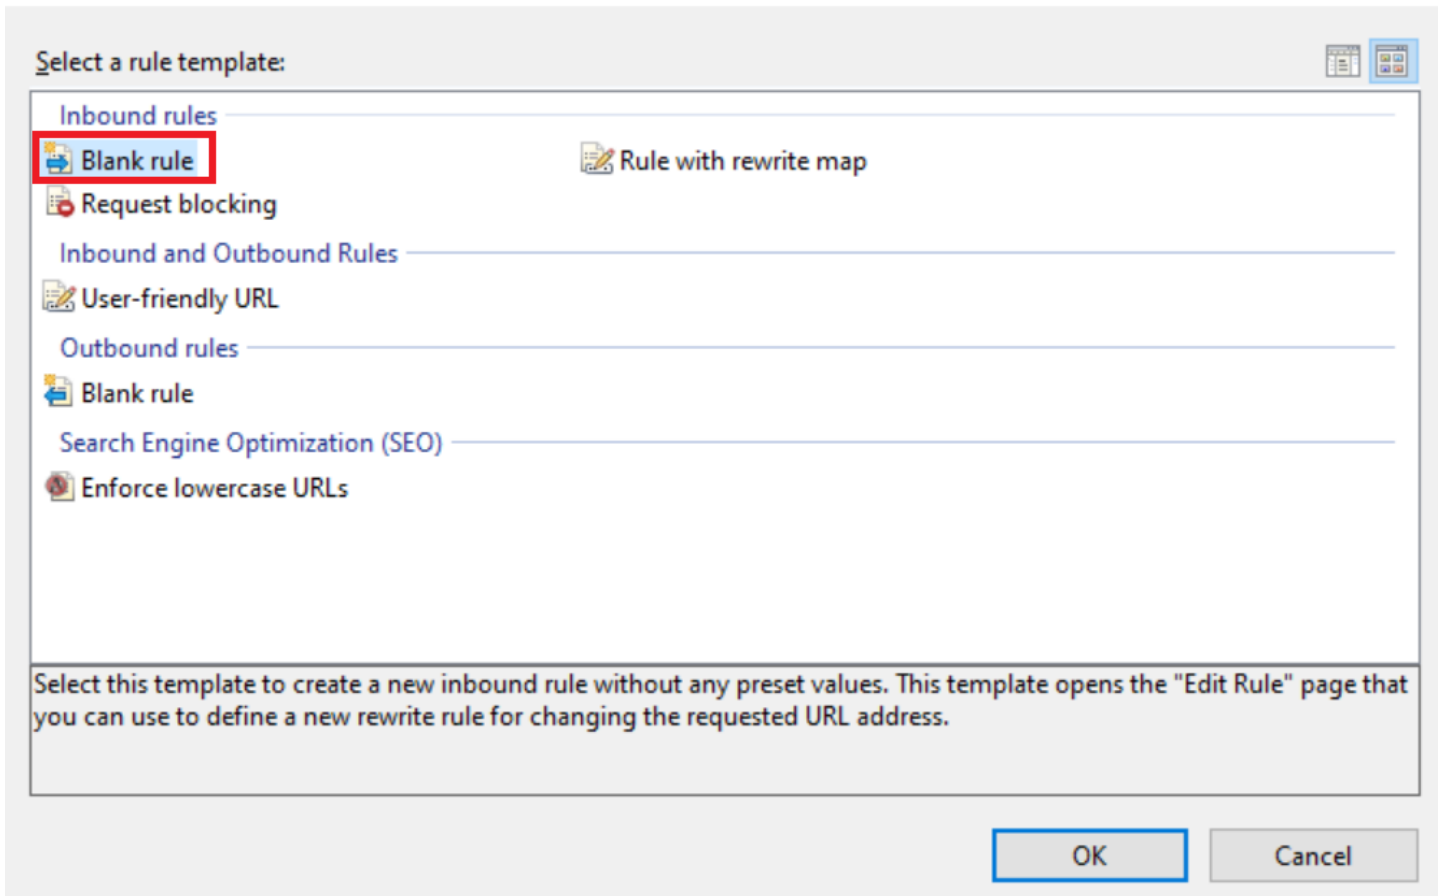 Select a rule template:
Inbound rules
Blank rule
Rule with rewrite map
Request blocking
Inbound and Outbound Rules
User-friendly URL
Outbound rules
Blank rule
Search Engine Optimization (SEO)
Enforce lowercase URLs
Select this template to create a new inbound rule without any preset values. This template opens the "Edit Rule" page that
you can use to define a new rewrite rule for changing the requested URL address.
OK
Cancel